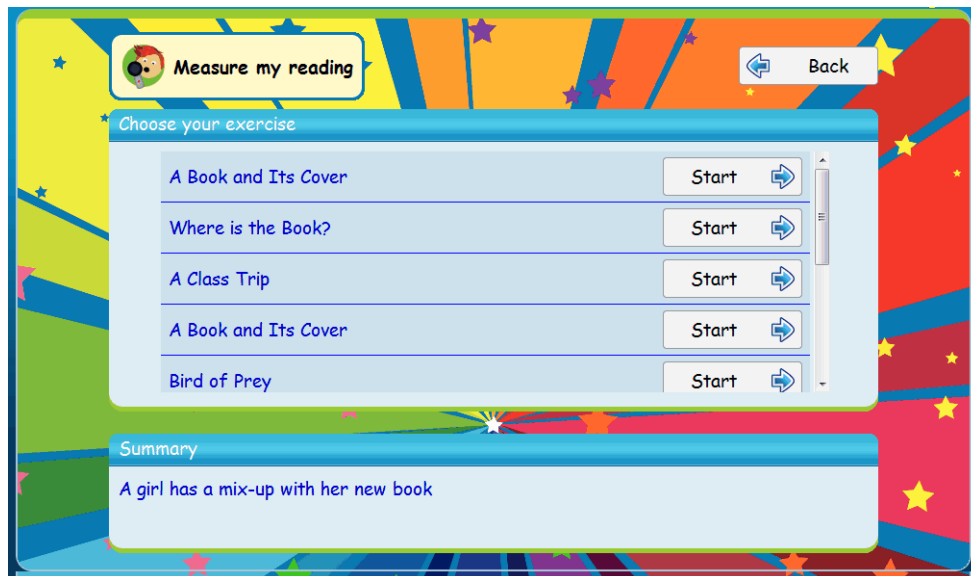 Measure my reading
Back
Choose your exercise
A Book and Its Cover Start
Where is the Book? Start
A Class Trip Start
A Book and Its Cover Start
Bird of Prey Start
Summary
A girl has a mix-up with her new book